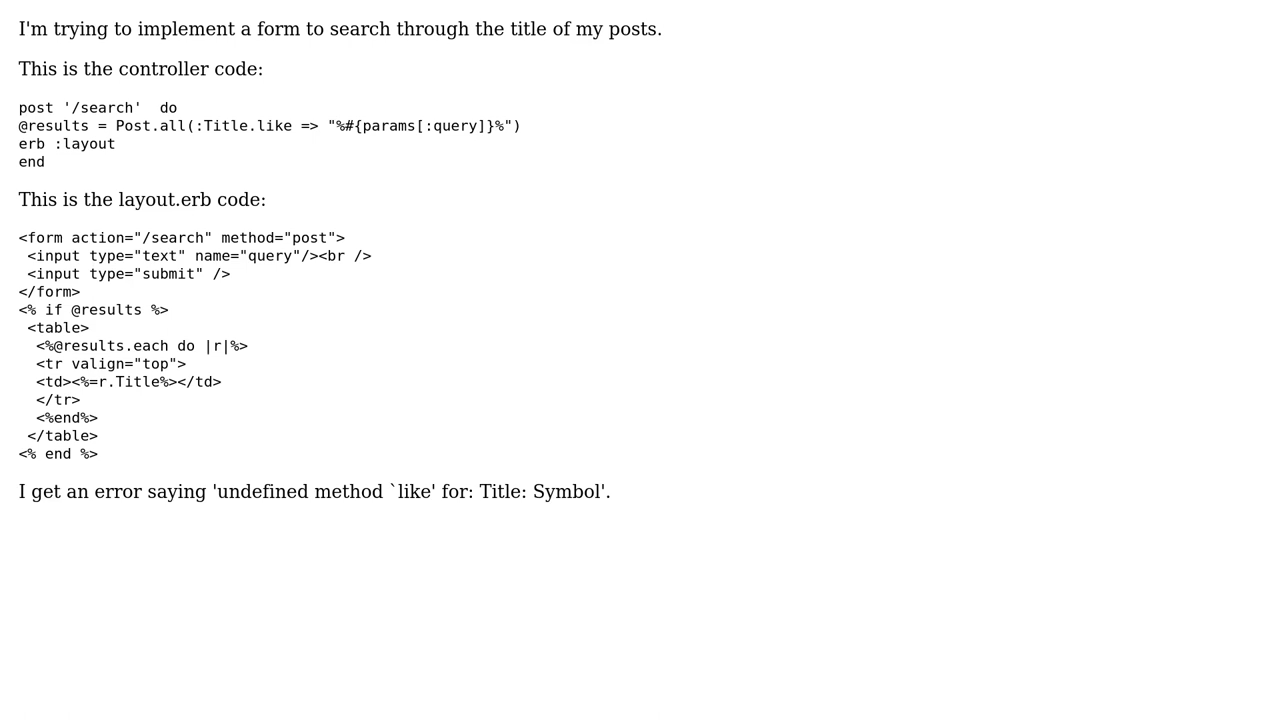 I'm trying to implement a form to search through the title of my posts.
This is the controller code:
post '/search'  do
@results = Post.all(:Title.like => "%#{params[:query]}%")
erb :layout
end
This is the layout.erb code:
<form action="/search" method="post">
 <input type="text" name="query"/><br />
 <input type="submit" />
</form>
<% if @results %>
 <table>
  <%@results.each do |r|%>
  <tr valign="top">
  <td><%=r.Title%></td>
  </tr>
  <%end%>
 </table>
<% end %>
I get an error saying 'undefined method `like' for: Title: Symbol'.